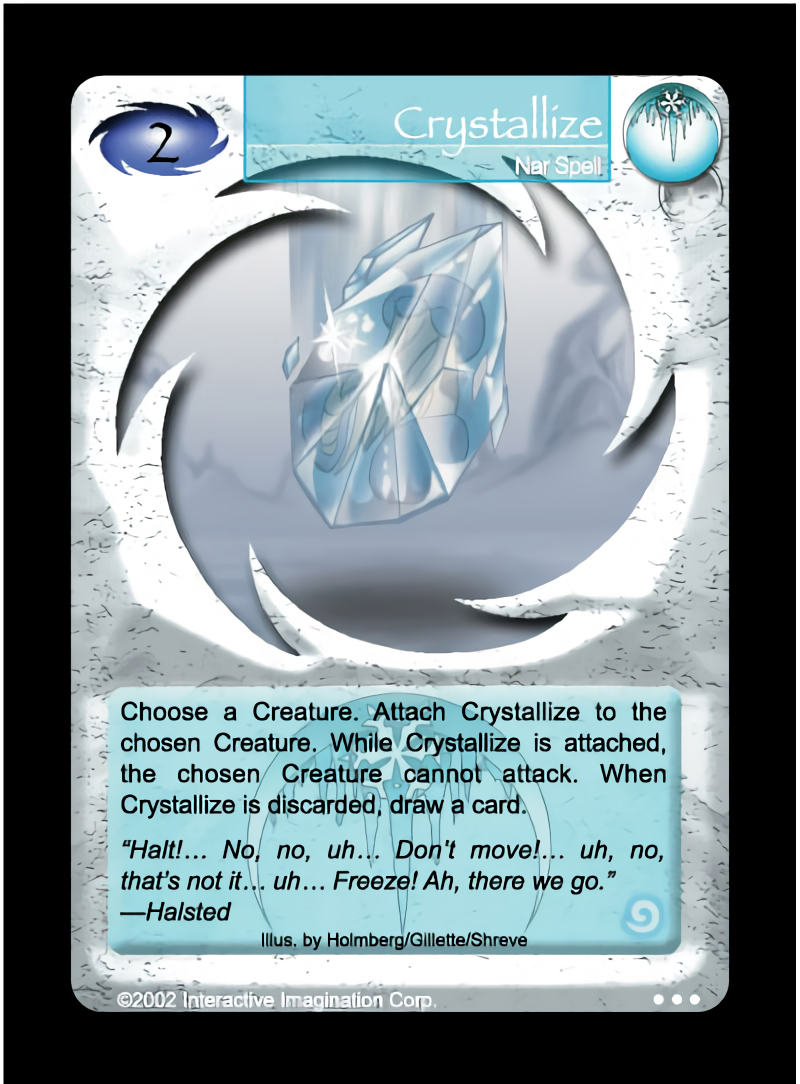 2
Crystallize
Nar Spell
Choose a Creature. Attach Crystallize to the
chosen Creature. While Crystallize is attached,
the chosen Creature cannot attack. When
Crystallize is discarded, draw a card.
"Halt!... No, no, uh... Don't move!... uh, no,
that's not it... uh... Freeze! Ah, there we go."
—Halsted
Illus. by Holmberg/Gillette/Shreve
©2002 Interactive Imagination Corp.